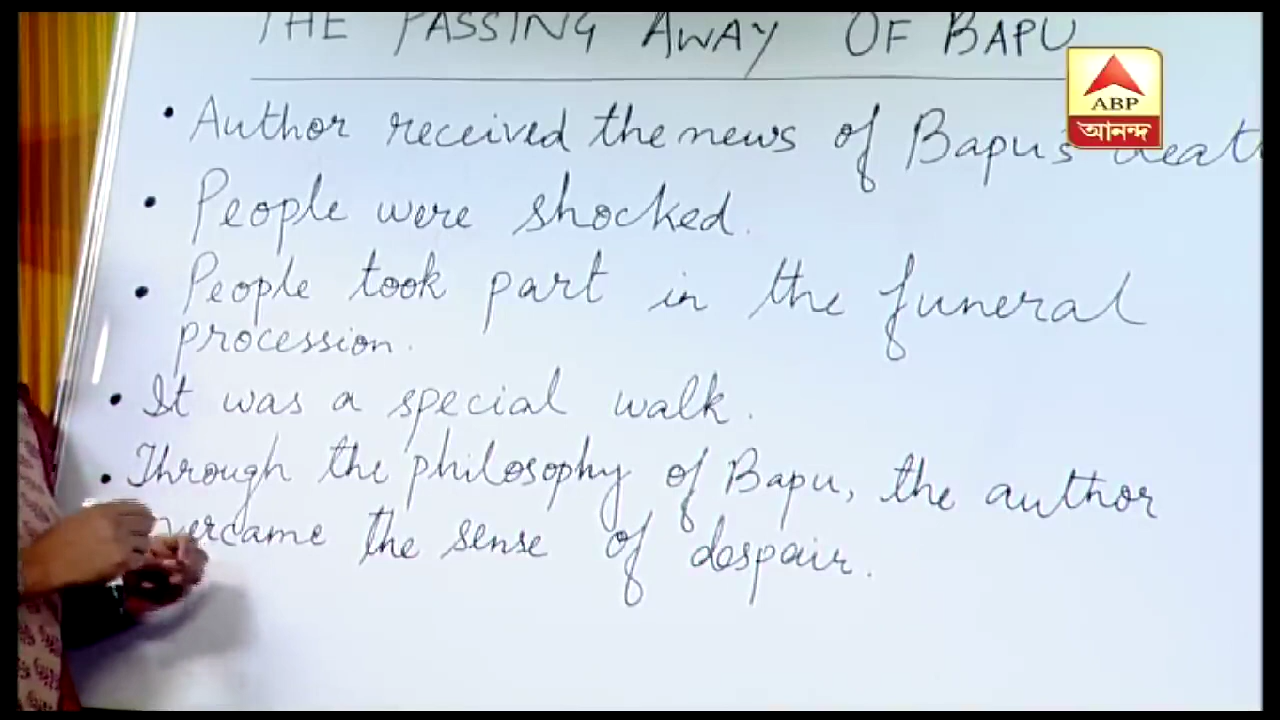 THE PASSING AWAY OF BAPU
ABP
আনন্দ
• Author received the news of Bapu's
• People were shocked.
• People took part in the funeral
procession.
• It was a special walk.
• Through the philosophy of Bapu, the author
the sense of despair.